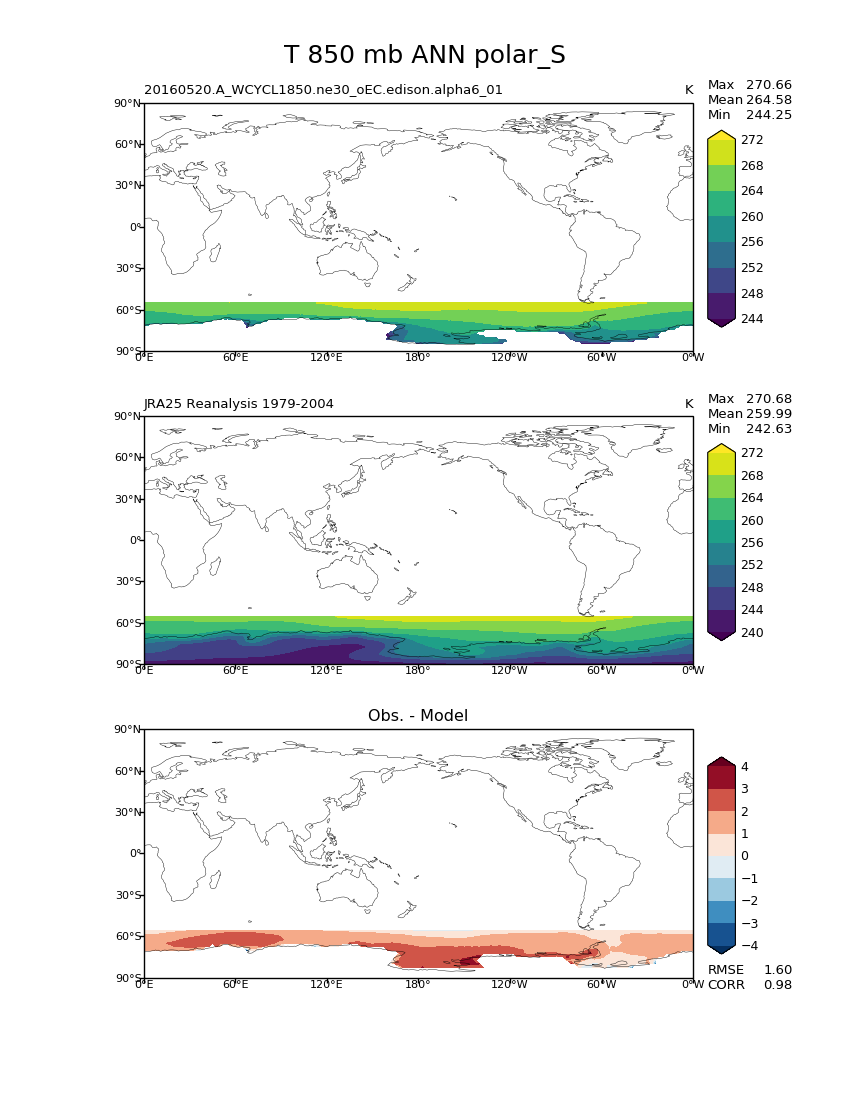 T 850 mb ANN polar_S
20160520.A_WCYCL1850.ne30_oEC.edison.alpha6_01 K
Max 270.66
Mean 264.58
Min 244.25
90°N
60°N
30°N
0°
30°S
60°S
90°S
0°E 60°E 120°E 180° 120°W 60°W 0°W
272
268
264
260
256
252
248
244
JRA25 Reanalysis 1979-2004 K
Max 270.68
Mean 259.99
Min 242.63
90°N
60°N
30°N
0°
30°S
60°S
90°S
0°E 60°E 120°E 180° 120°W 60°W 0°W
272
268
264
260
256
252
248
244
240
Obs. - Model
90°N
60°N
30°N
0°
30°S
60°S
90°S
0°E 60°E 120°E 180° 120°W 60°W 0°W
4
3
2
1
0
−1
−2
−3
−4
RMSE 1.60
CORR 0.98